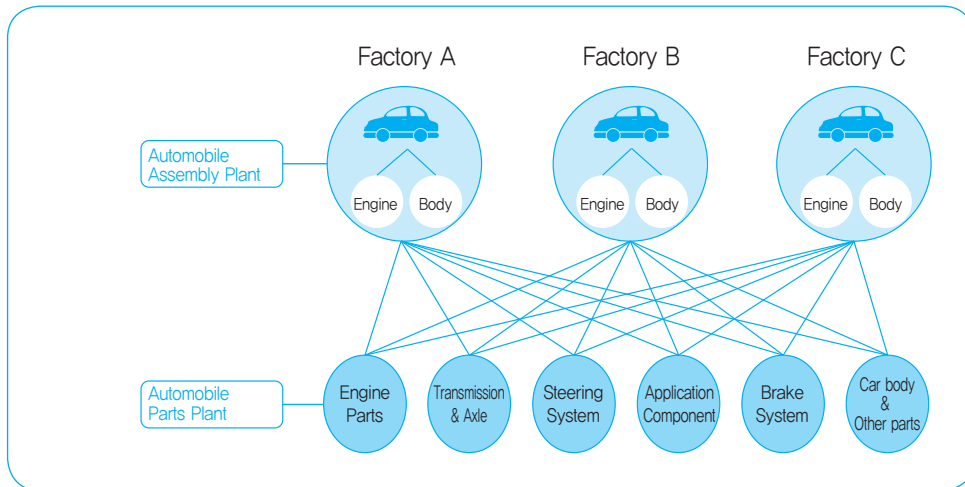 Factory A
Factory B
Factory C
Automobile
Assembly Plant
Engine
Body
Engine
Body
Engine
Body
Automobile
Parts Plant
Engine
Parts
Transmission
& Axle
Steering
System
Application
Component
Brake
System
Car body
&
Other parts